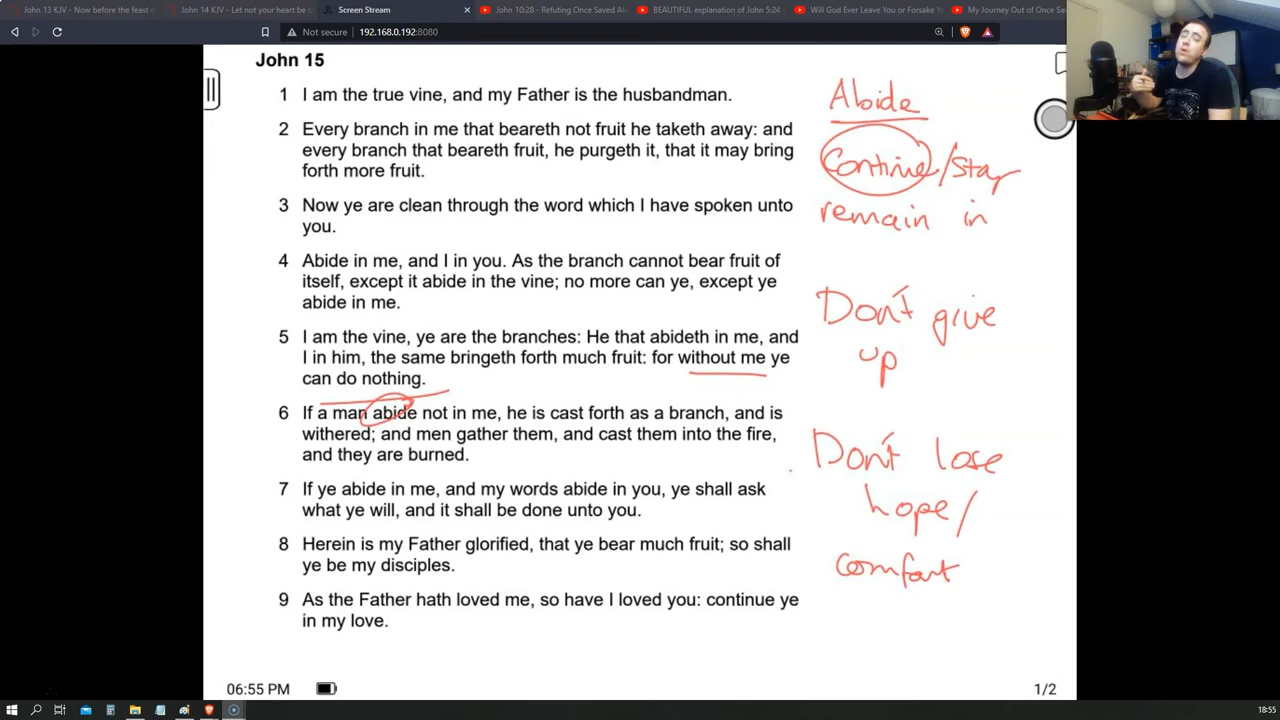 John 13 KJV - Now before the feast of
John 14 KJV - Let not your heart be t
Screen Stream
John 10:28 - Refuting Once Saved Al
BEAUTIFUL explanation of John 5:24
Will God Ever Leave You or Forsake Y
My Journey Out of Once Sa
Not secure
192.168.0.192:8080
John 15
1 I am the true vine, and my Father is the husbandman.
2 Every branch in me that beareth not fruit he taketh away: and
every branch that beareth fruit, he purgeth it, that it may bring
forth more fruit.
3 Now ye are clean through the word which I have spoken unto
you.
4 Abide in me, and I in you. As the branch cannot bear fruit of
itself, except it abide in the vine; no more can ye, except ye
abide in me.
5 I am the vine, ye are the branches: He that abideth in me, and
I in him, the same bringeth forth much fruit: for without me ye
can do nothing.
6 If a man abide not in me, he is cast forth as a branch, and is
withered; and men gather them, and cast them into the fire,
and they are burned.
7 If ye abide in me, and my words abide in you, ye shall ask
what ye will, and it shall be done unto you.
8 Herein is my Father glorified, that ye bear much fruit; so shall
ye be my disciples.
9 As the Father hath loved me, so have I loved you: continue ye
in my love.
Abide
Continue/Stay
remain in
Don't give
up
Don't lose
hope/
comfort
06:55 PM
1/2
18:55